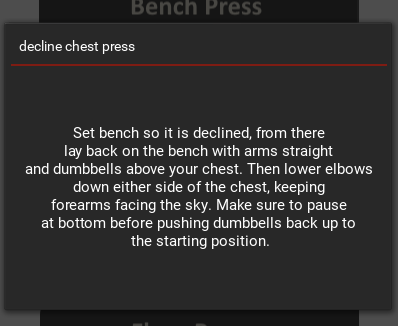 Bench Press
decline chest press
Set bench so it is declined, from there
lay back on the bench with arms straight
and dumbbells above your chest. Then lower elbows
down either side of the chest, keeping
forearms facing the sky. Make sure to pause
at bottom before pushing dumbbells back up to
the starting position.